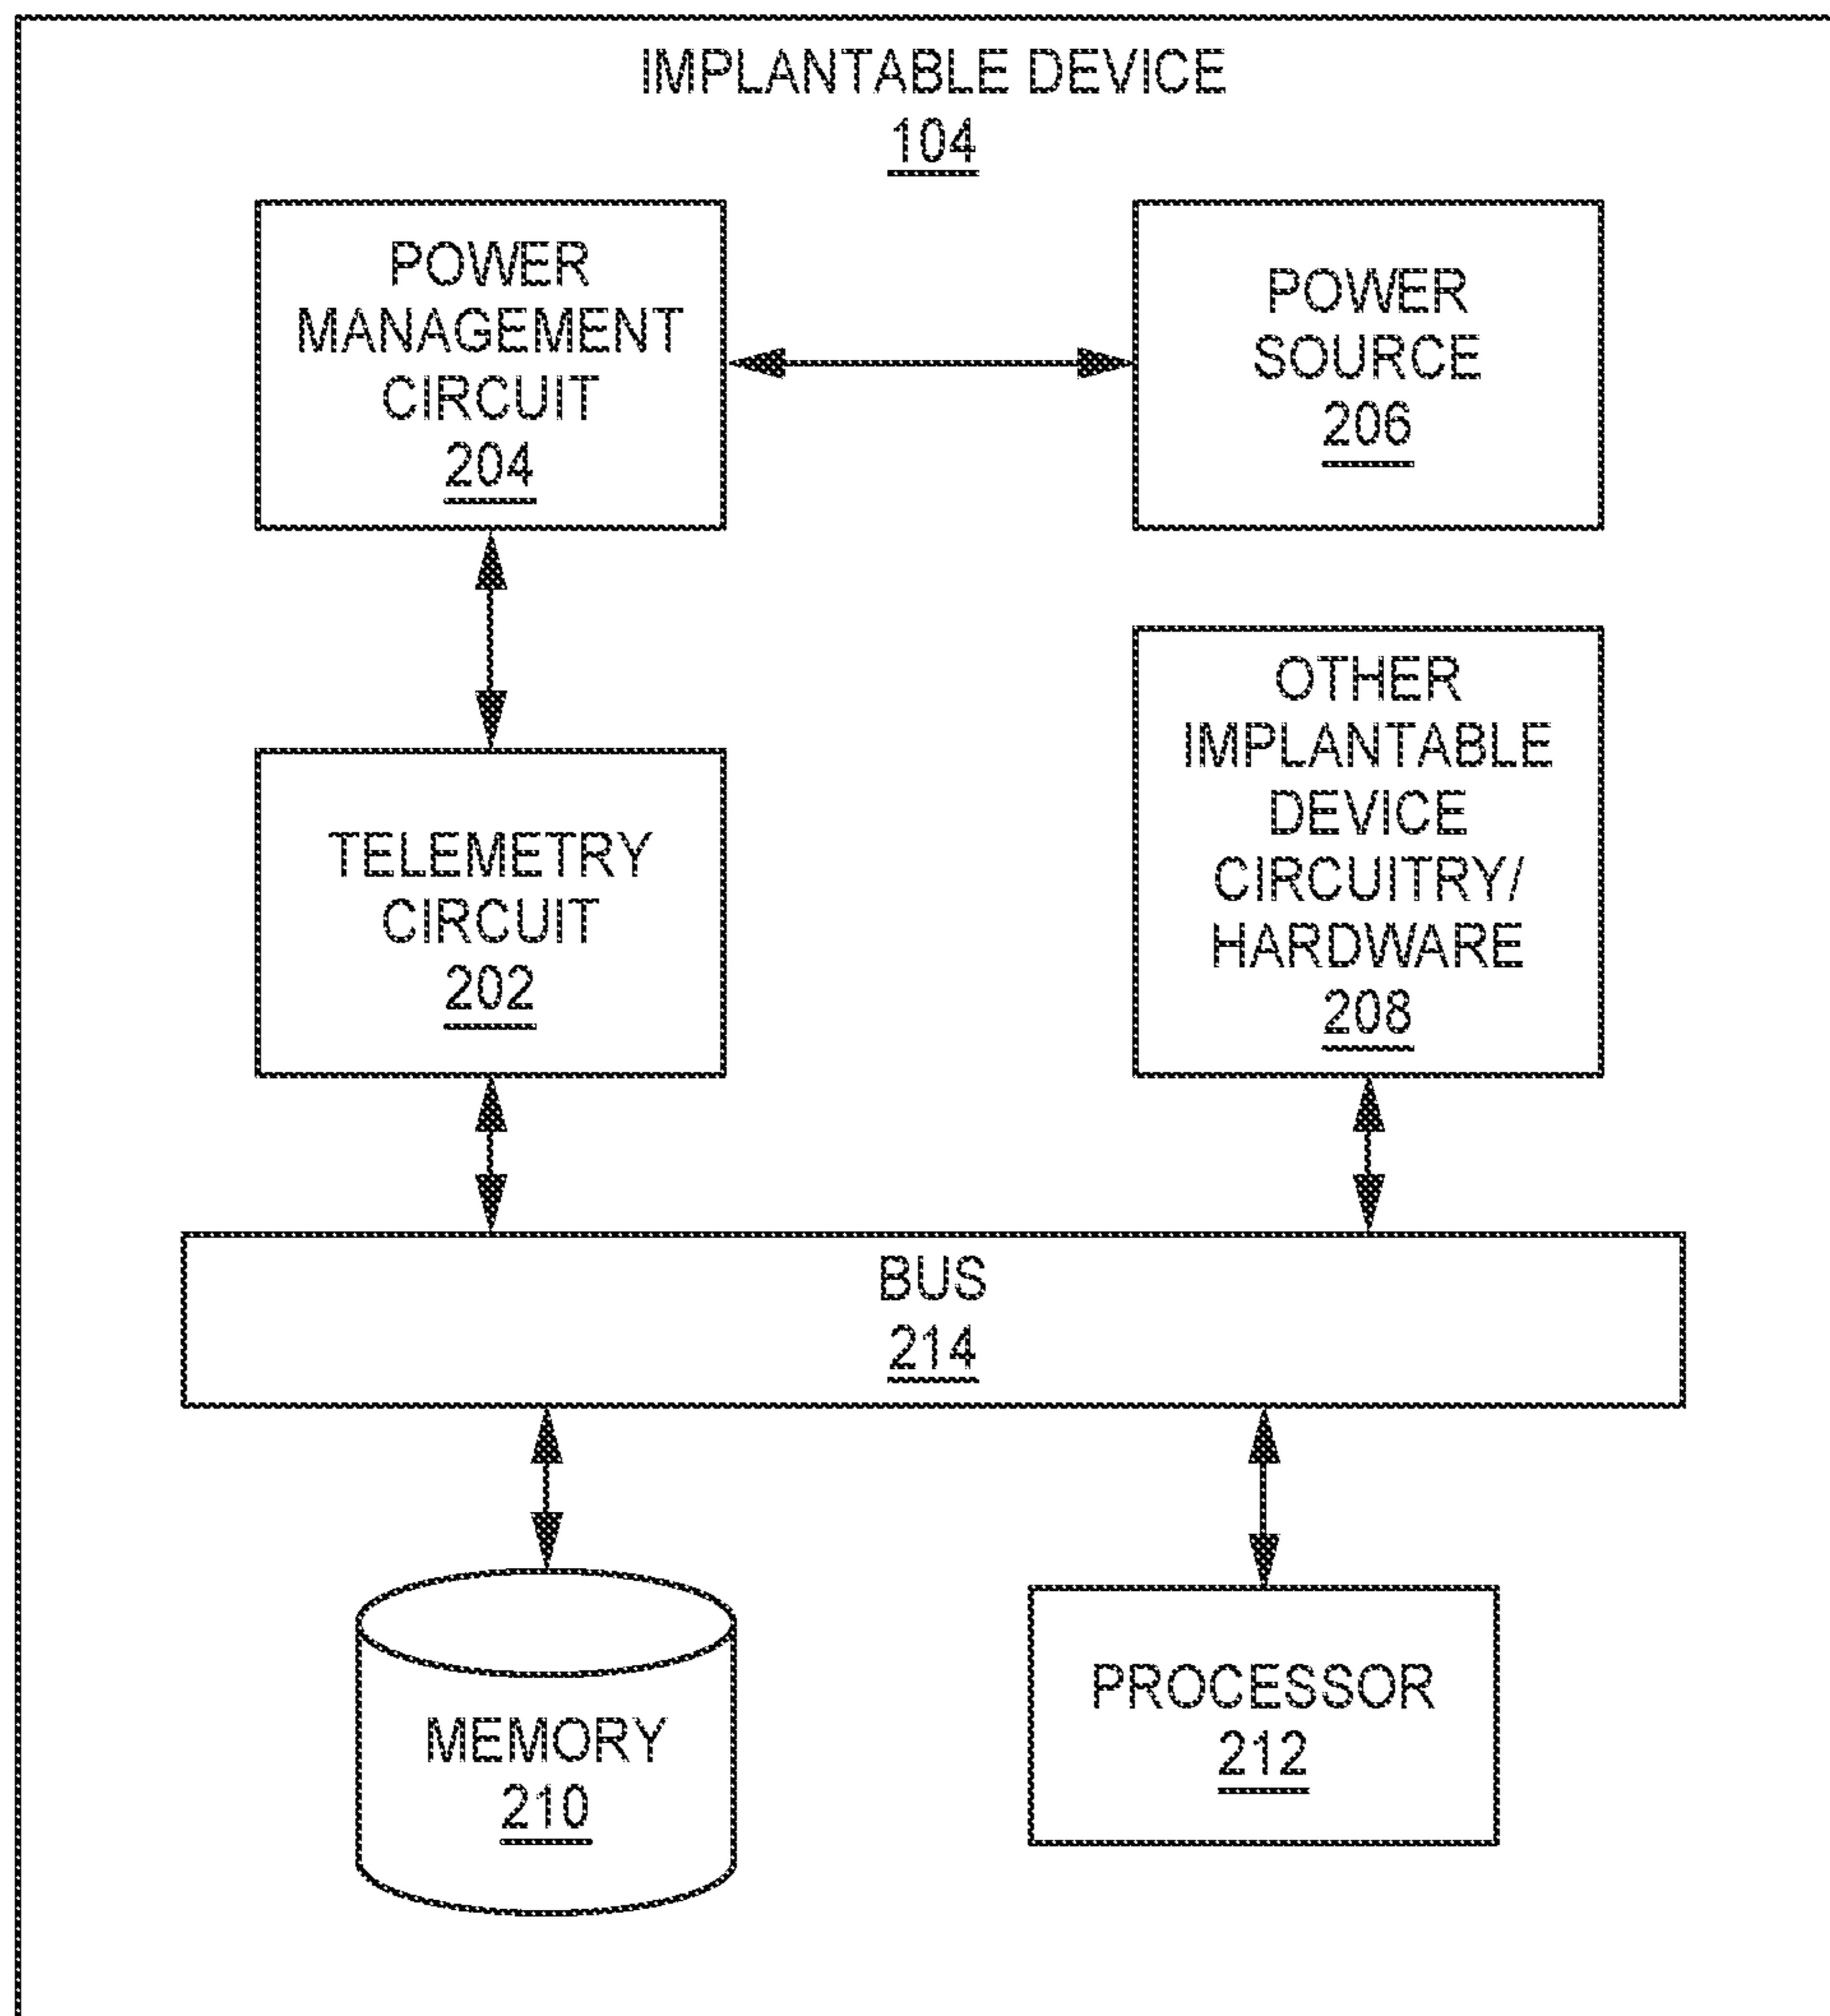 IMPLANTABLE DEVICE
104
POWER
MANAGEMENT
CIRCUIT
204
POWER
SOURCE
206
TELEMETRY
CIRCUIT
202
OTHER
IMPLANTABLE
DEVICE
CIRCUITRY/
HARDWARE
208
BUS
214
MEMORY
210
PROCESSOR
212